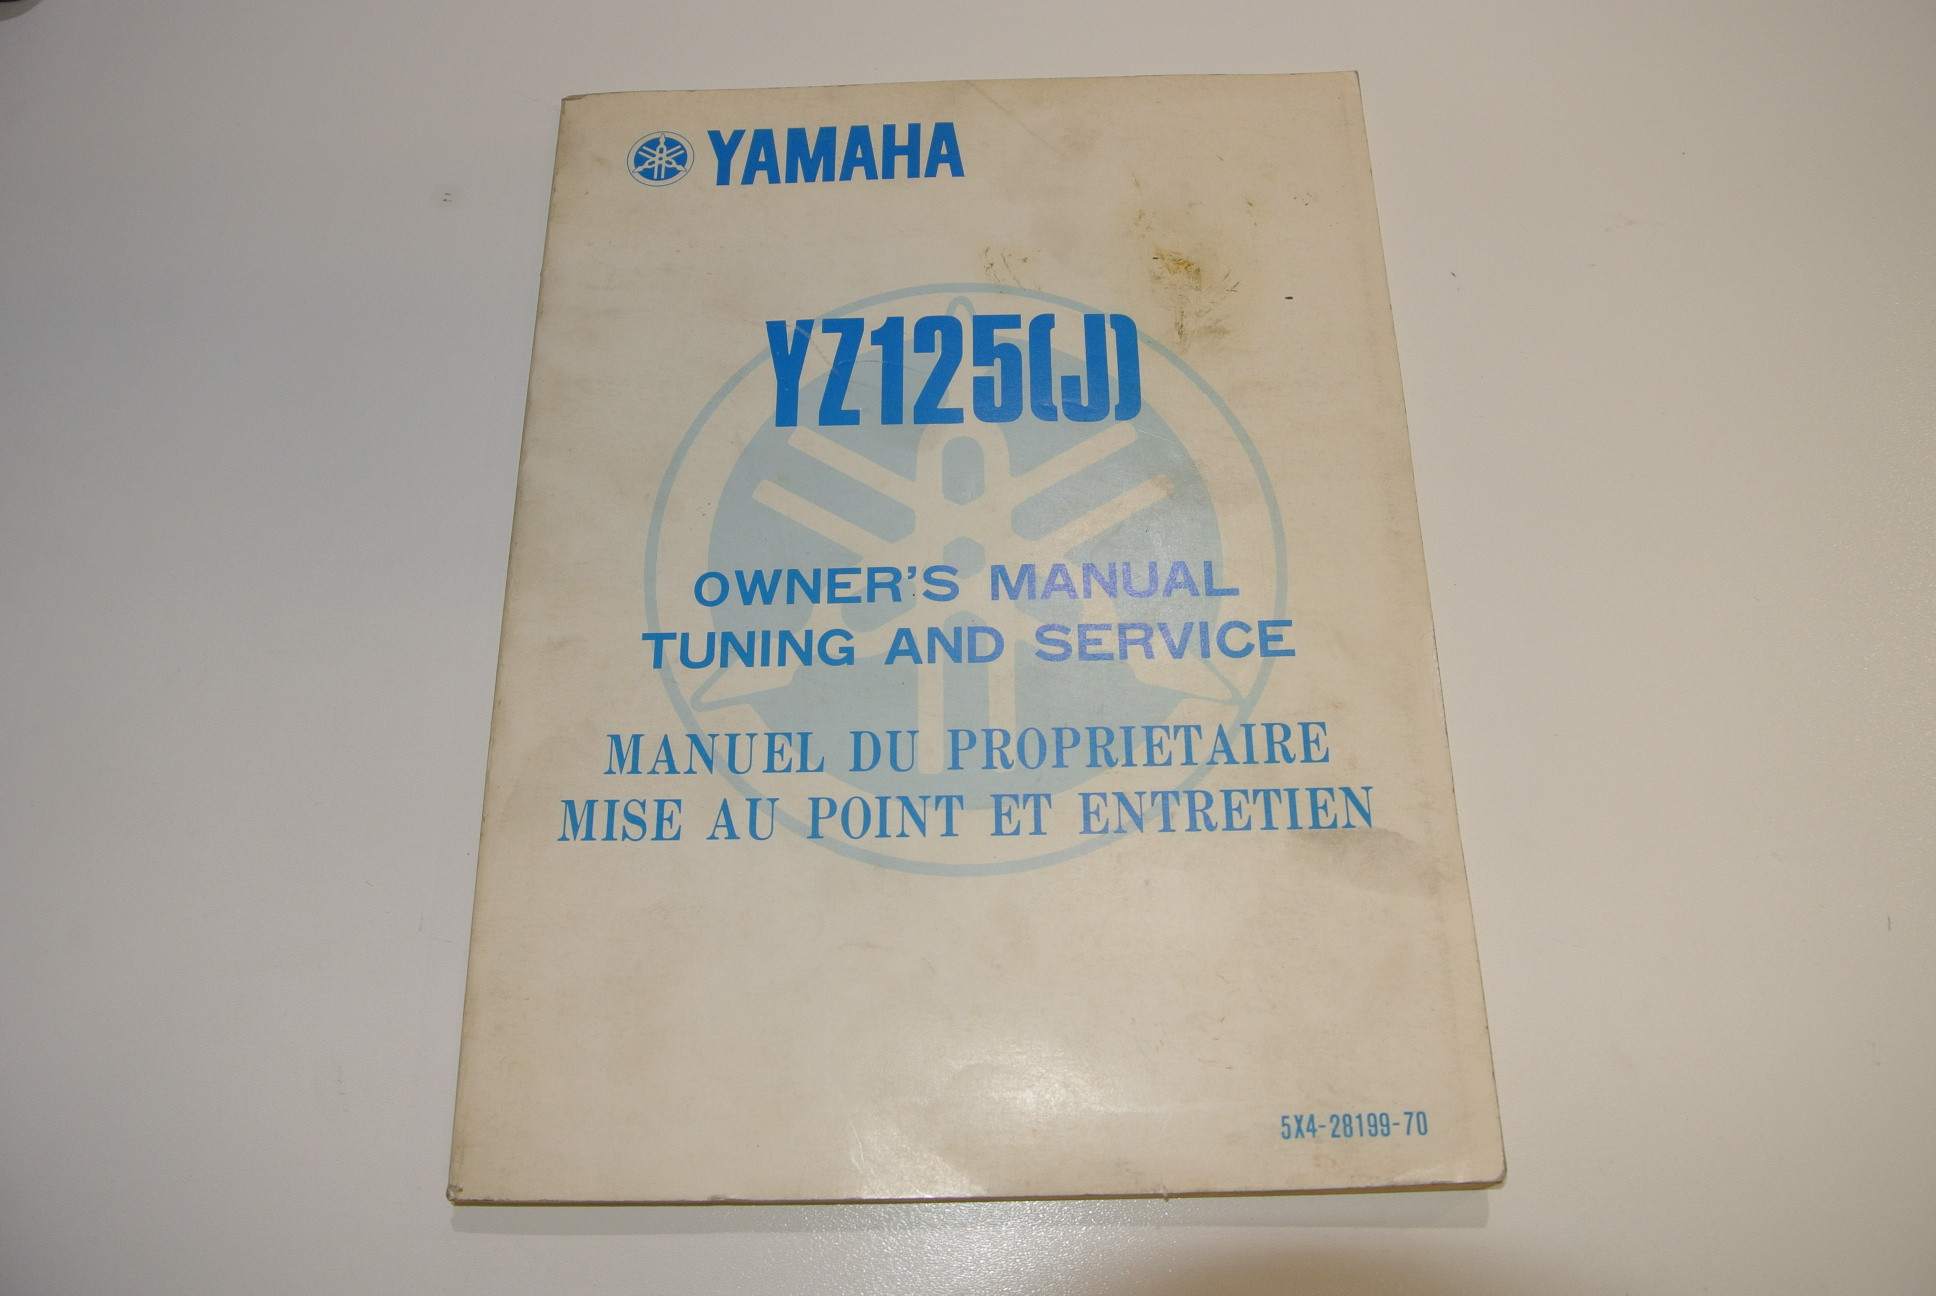 YAMAHA
YZ125(J)
OWNER'S MANUAL
TUNING AND SERVICE
MANUEL DU PROPRIETAIRE
MISE AU POINT ET ENTRETIEN
5X4-28199-70